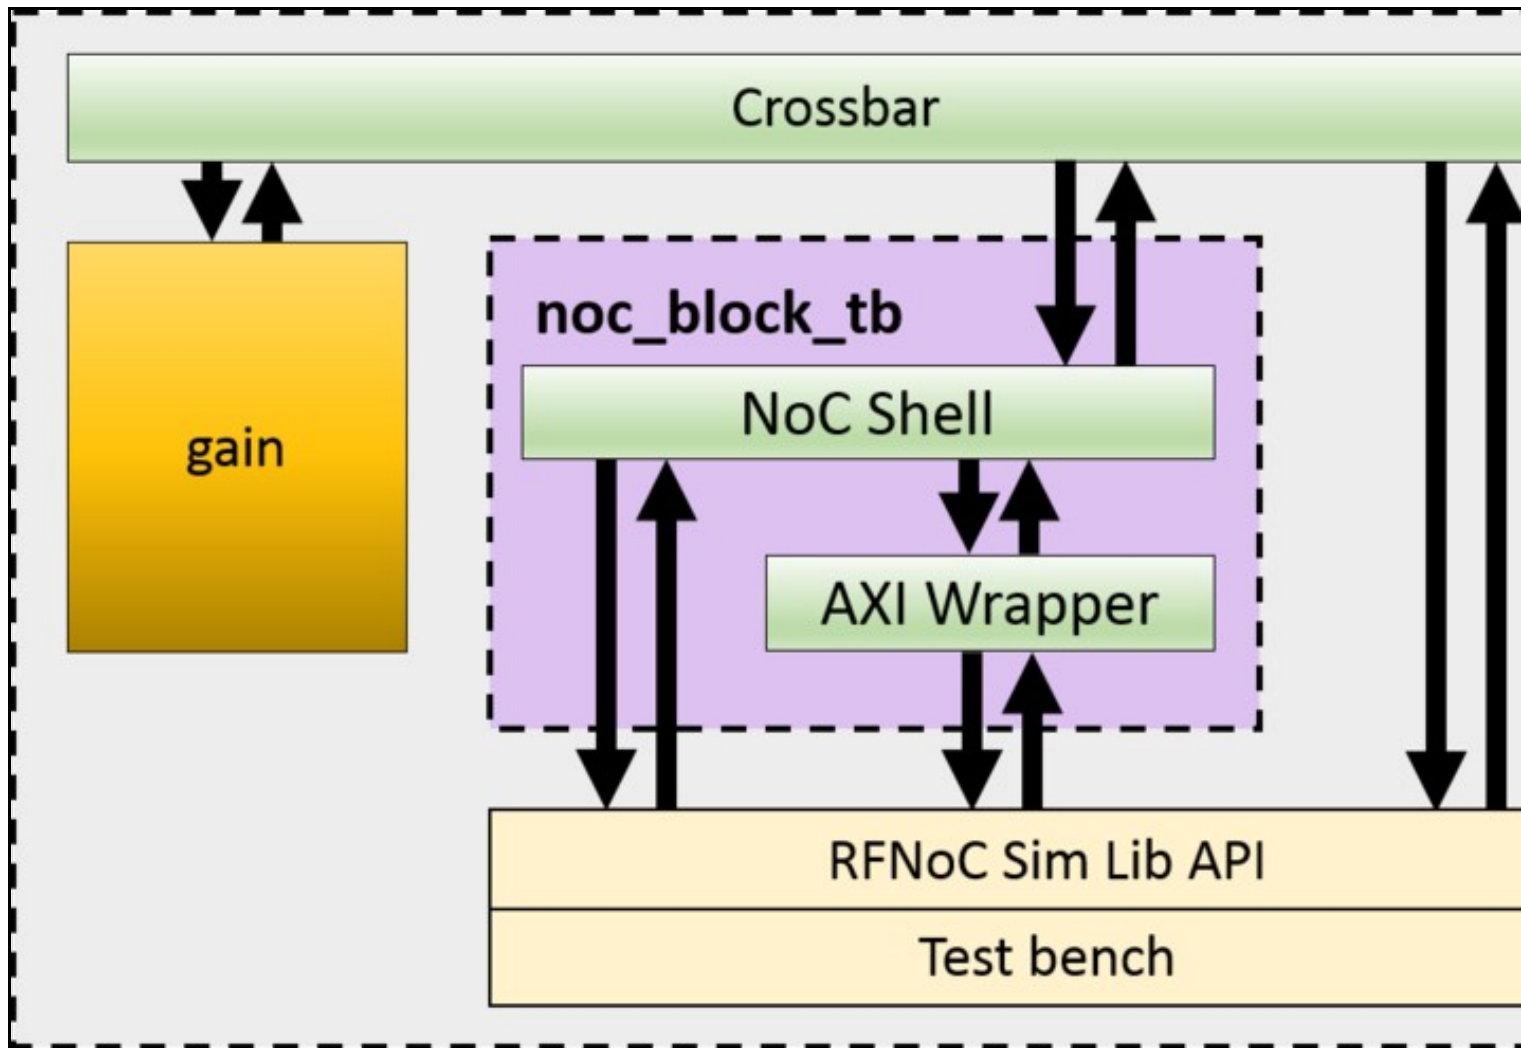 Crossbar
noc_block_tb
NoC Shell
gain
AXI Wrapper
RFNoC Sim Lib API
Test bench